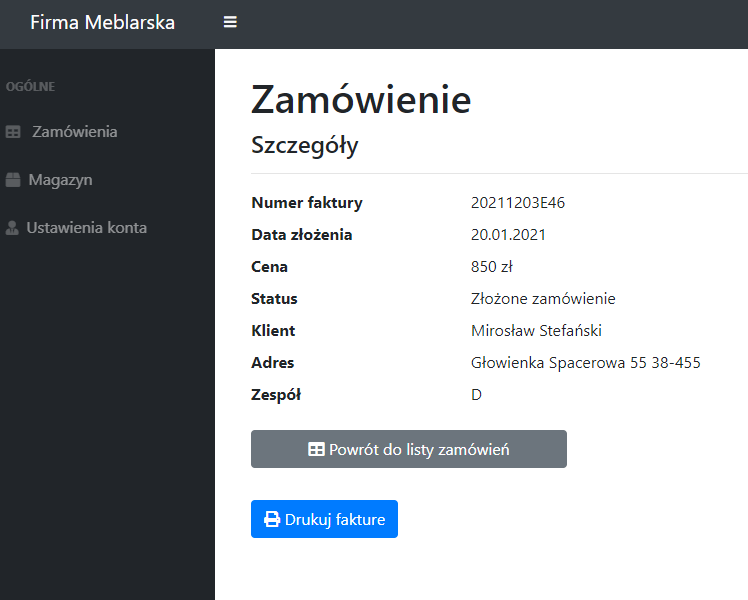 Firma Meblarska
OGÓLNE
Zamówienia
Magazyn
Ustawienia konta
Zamówienie
Szczegóły
Numer faktury 20211203E46
Data złożenia 20.01.2021
Cena 850 zł
Status Złożone zamówienie
Klient Mirosław Stefański
Adres Głowienka Spacerowa 55 38-455
Zespół D
Powrót do listy zamówień
Drukuj fakture